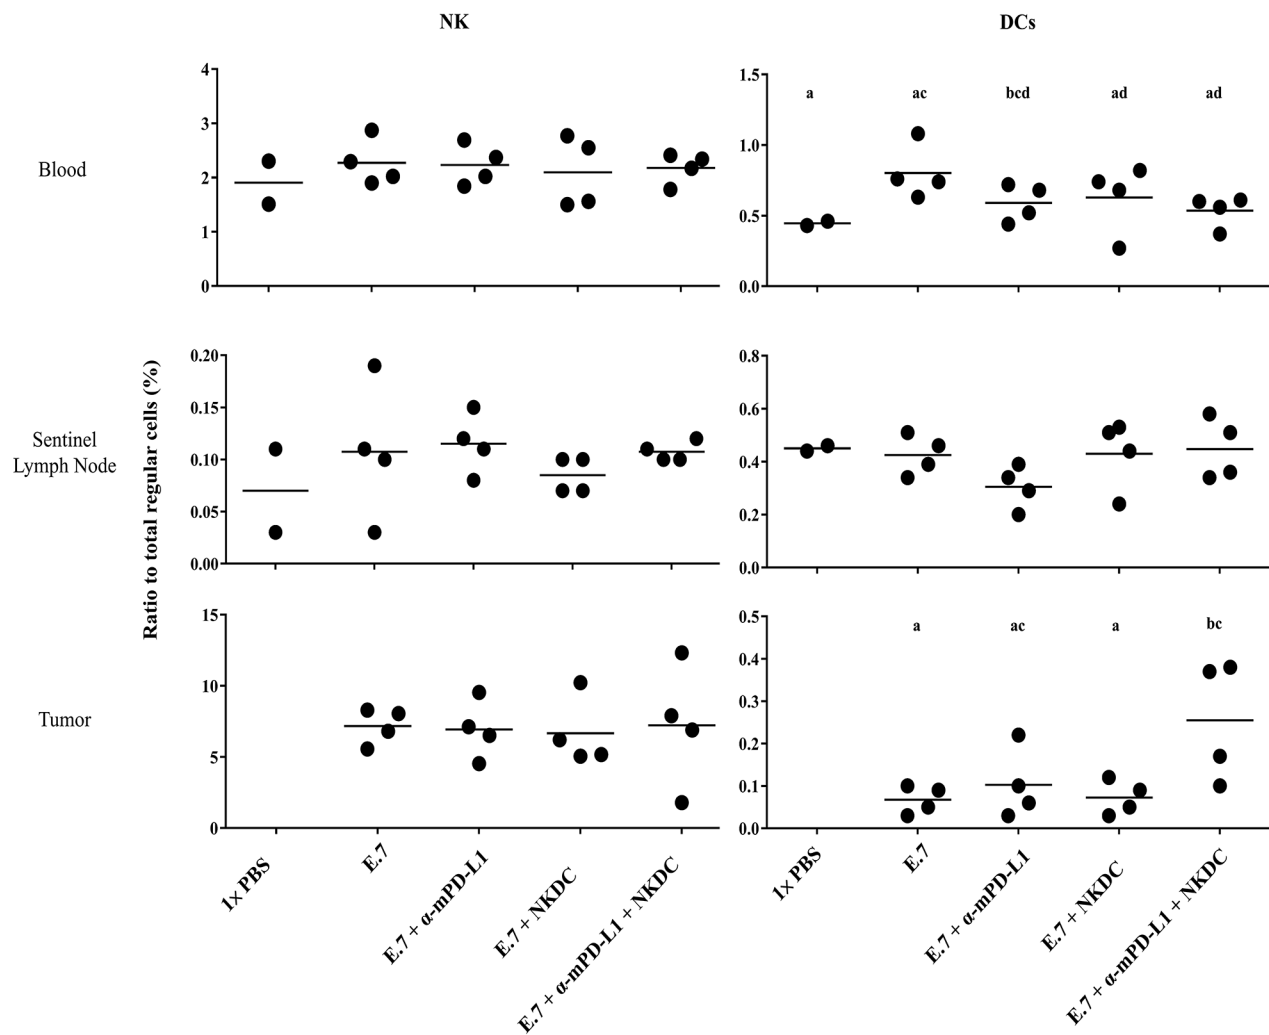 NK
DCs
Blood
4
3
2
1
0
1.5
1.0
0.5
0.0
a
ac
bcd
ad
ad
Sentinel
Lymph Node
Ratio to total regular cells (%)
0.20
0.15
0.10
0.05
0.00
0.8
0.6
0.4
0.2
0.0
Tumor
15
10
5
0
0.5
0.4
0.3
0.2
0.1
0.0
a
ac
a
bc
1× PBS
E.7
E.7 + α-mPD-L1
E.7 + NKDC
E.7 + α-mPD-L1 + NKDC
1× PBS
E.7
E.7 + α-mPD-L1
E.7 + NKDC
E.7 + α-mPD-L1 + NKDC